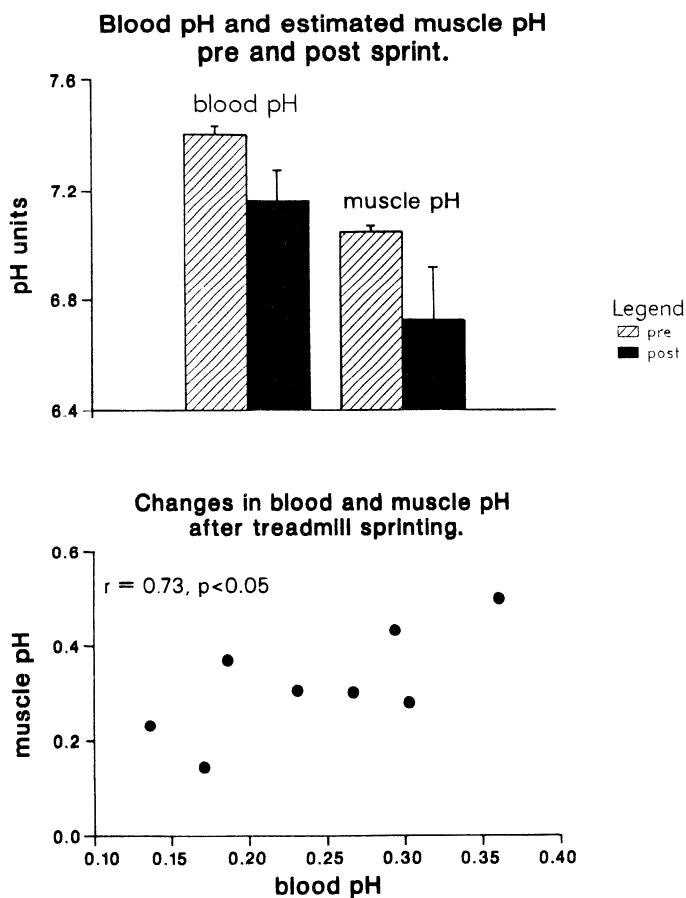 Blood pH and estimated muscle pH
pre and post sprint.
7.6
7.2
6.8
6.4
pH units
blood pH
muscle pH
Legend
pre
post
Changes in blood and muscle pH
after treadmill sprinting.
0.6
0.4
0.2
0.0
muscle pH
r = 0.73, p<0.05
0.10 0.15 0.20 0.25 0.30 0.35 0.40
blood pH